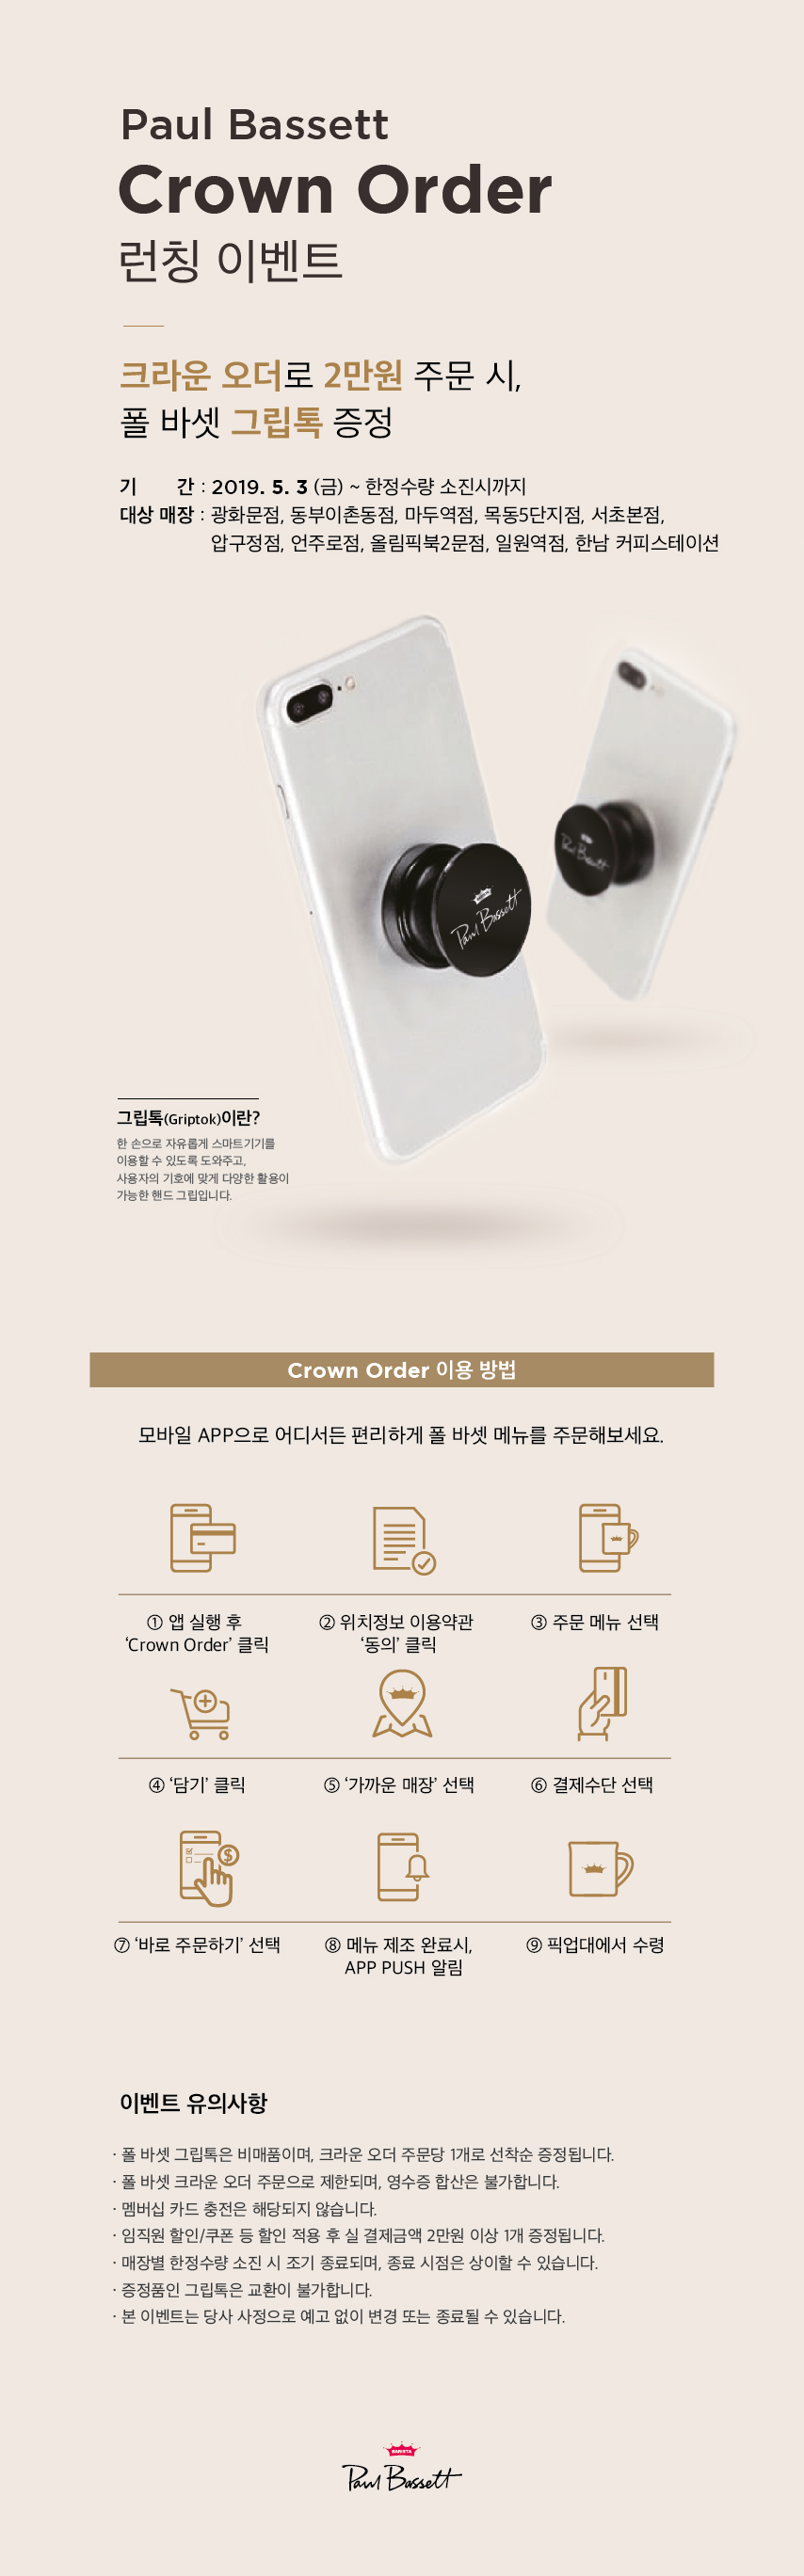 Paul Bassett
Crown Order
런칭 이벤트
크라운 오더로 2만원 주문 시,
폴 바셋 그립톡 증정
기 간 : 2019. 5. 3 (금) ~ 한정수량 소진시까지
대상 매장 : 광화문점, 동부이촌동점, 마두역점, 목동5단지점, 서초본점,
압구정점, 언주로점, 올림픽북2문점, 일원역점, 한남 커피스테이션
Paul Bassett
Paul Bassett
그립톡(Griptok)이란?
한 손으로 자유롭게 스마트기기를
이용할 수 있도록 도와주고,
사용자의 기호에 맞게 다양한 활용이
가능한 핸드 그립입니다.
Crown Order 이용 방법
모바일 APP으로 어디서든 편리하게 폴 바셋 메뉴를 주문해보세요.
① 앱 실행 후
‘Crown Order’ 클릭
② 위치정보 이용약관
‘동의’ 클릭
③ 주문 메뉴 선택
④ ‘담기’ 클릭
⑤ ‘가까운 매장’ 선택
⑥ 결제수단 선택
$
⑦ ‘바로 주문하기’ 선택
⑧ 메뉴 제조 완료시,
APP PUSH 알림
⑨ 픽업대에서 수령
이벤트 유의사항
· 폴 바셋 그립톡은 비매품이며, 크라운 오더 주문당 1개로 선착순 증정됩니다.
· 폴 바셋 크라운 오더 주문으로 제한되며, 영수증 합산은 불가합니다.
· 멤버십 카드 충전은 해당되지 않습니다.
· 임직원 할인/쿠폰 등 할인 적용 후 실 결제금액 2만원 이상 1개 증정됩니다.
· 매장별 한정수량 소진 시 조기 종료되며, 종료 시점은 상이할 수 있습니다.
· 증정품인 그립톡은 교환이 불가합니다.
· 본 이벤트는 당사 사정으로 예고 없이 변경 또는 종료될 수 있습니다.
BARISTA
Paul Bassett